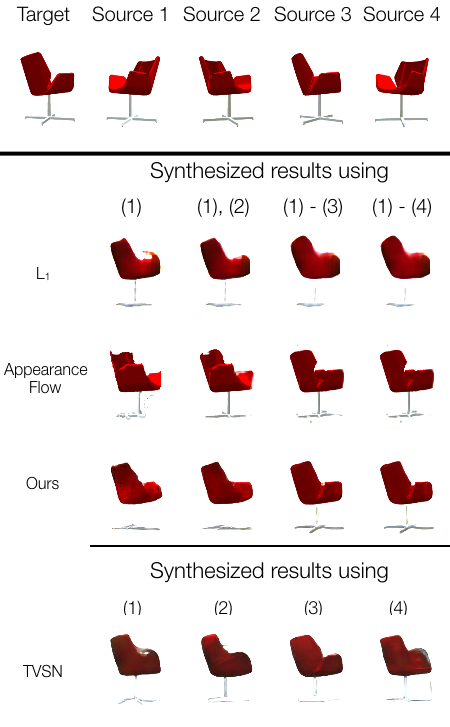 Target Source 1 Source 2 Source 3 Source 4
Synthesized results using
(1) (1), (2) (1) - (3) (1) - (4)
L₁
Appearance
Flow
Ours
Synthesized results using
(1) (2) (3) (4)
TVSN